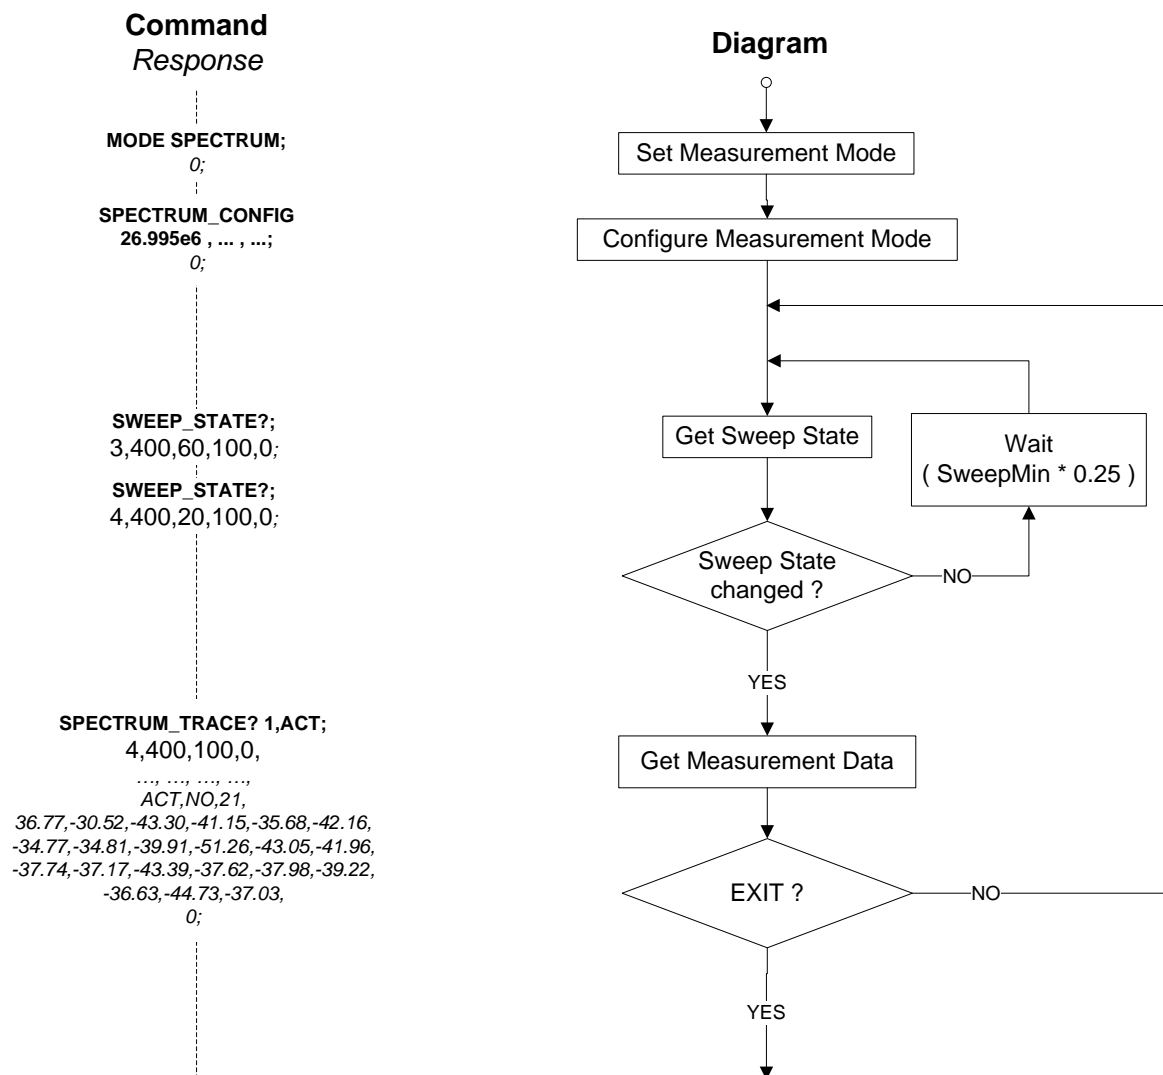 Command
Response
MODE SPECTRUM;
0;
SPECTRUM_CONFIG
26.995e6 , ... , ...;
0;
SWEEP_STATE?;
3,400,60,100,0;
SWEEP_STATE?;
4,400,20,100,0;
SPECTRUM_TRACE? 1,ACT;
4,400,100,0,
…, …, …, …,
ACT,NO,21,
36.77,-30.52,-43.30,-41.15,-35.68,-42.16,
-34.77,-34.81,-39.91,-51.26,-43.05,-41.96,
-37.74,-37.17,-43.39,-37.62,-37.98,-39.22,
-36.63,-44.73,-37.03,
0;
Diagram
Set Measurement Mode
Configure Measurement Mode
Get Sweep State
Wait
( SweepMin * 0.25 )
Sweep State
changed ?
NO
YES
Get Measurement Data
EXIT ?
NO
YES